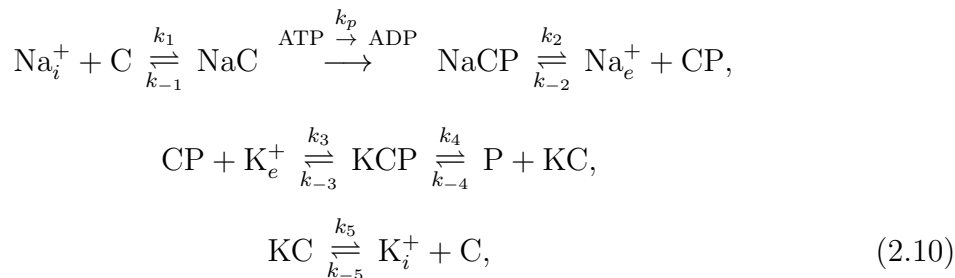 Na_i^+ + C ⇌ (k_1, k_{-1}) NaC ATP →^{k_p} ADP ⟶ NaCP ⇌ (k_2, k_{-2}) Na_e^+ + CP,
CP + K_e^+ ⇌ (k_3, k_{-3}) KCP ⇌ (k_4, k_{-4}) P + KC,
KC ⇌ (k_5, k_{-5}) K_i^+ + C, (2.10)